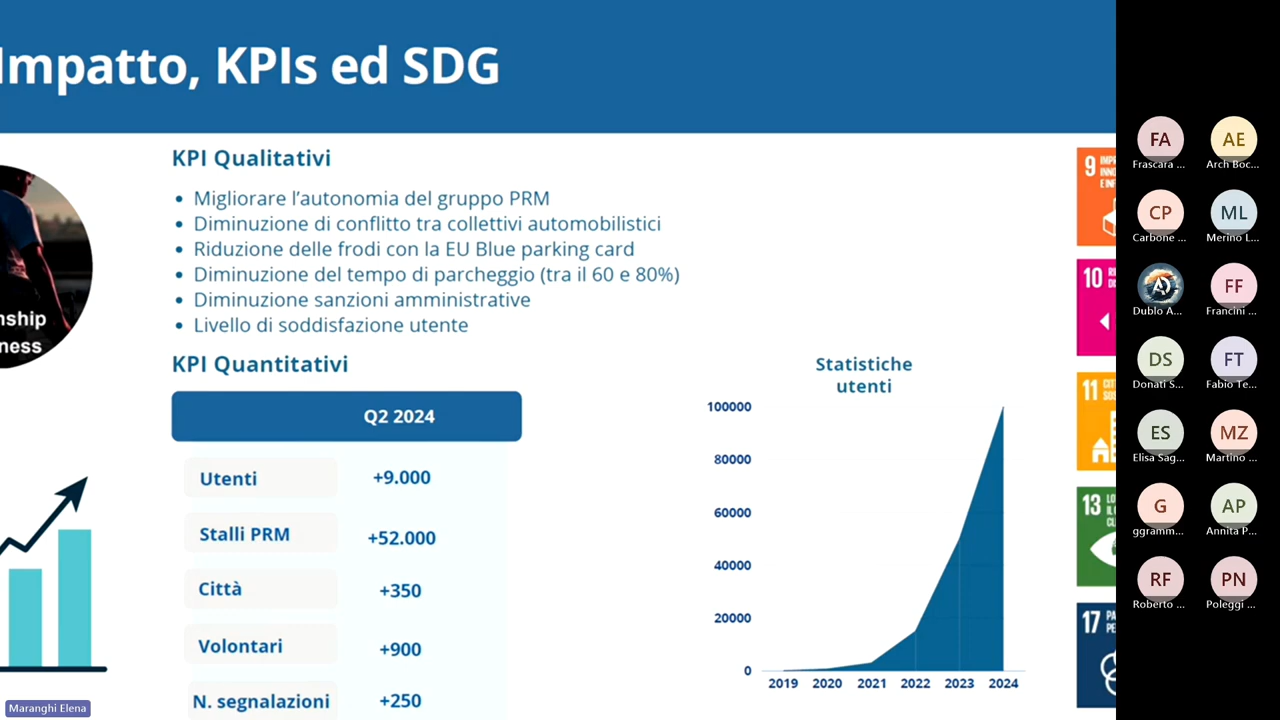 Impatto, KPIs ed SDG
nship
ness
KPI Qualitativi
• Migliorare l'autonomia del gruppo PRM
• Diminuzione di conflitto tra collettivi automobilistici
• Riduzione delle frodi con la EU Blue parking card
• Diminuzione del tempo di parcheggio (tra il 60 e 80%)
• Diminuzione sanzioni amministrative
• Livello di soddisfazione utente
KPI Quantitativi
Q2 2024
Utenti +9.000
Stalli PRM +52.000
Città +350
Volontari +900
N. segnalazioni +250
Statistiche
utenti
100000
80000
60000
40000
20000
0
2019 2020 2021 2022 2023 2024
9
10
11
13
17
FA AE
Frascara ... Arch Boc...
CP ML
Carbone ... Merino L...
AD FF
Dublo A... Francini ...
DS FT
Donati S... Fabio Te...
ES MZ
Elisa Sag... Martino ...
G AP
ggramm... Annita P...
RF PN
Roberto ... Poleggi ...
Maranghi Elena